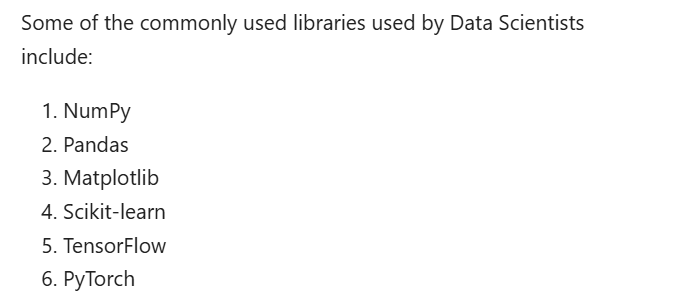 Some of the commonly used libraries used by Data Scientists
include:
1. NumPy
2. Pandas
3. Matplotlib
4. Scikit-learn
5. TensorFlow
6. PyTorch